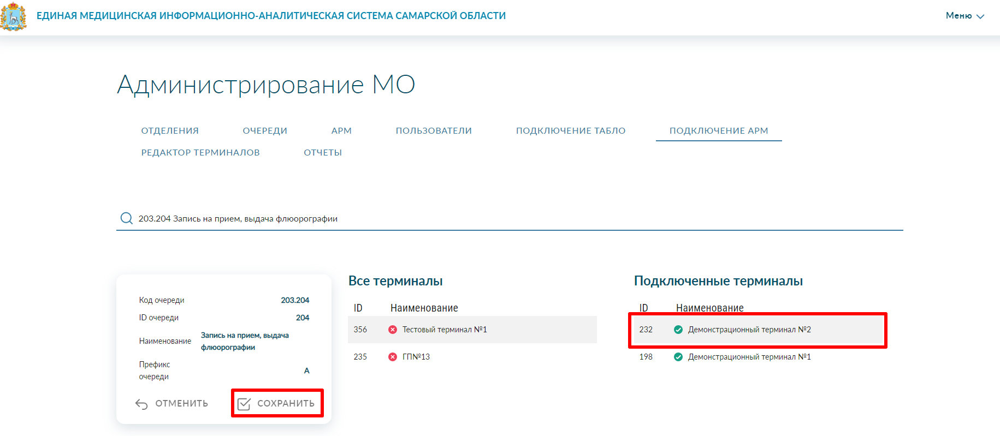 ЕДИНАЯ МЕДИЦИНСКАЯ ИНФОРМАЦИОННО-АНАЛИТИЧЕСКАЯ СИСТЕМА САМАРСКОЙ ОБЛАСТИ
Меню
Администрирование МО
ОТДЕЛЕНИЯ ОЧЕРЕДИ АРМ ПОЛЬЗОВАТЕЛИ ПОДКЛЮЧЕНИЕ ТАБЛО ПОДКЛЮЧЕНИЕ АРМ
РЕДАКТОР ТЕРМИНАЛОВ ОТЧЕТЫ
203.204 Запись на прием, выдача флюорографии
Код очереди 203.204
ID очереди 204
Наименование Запись на прием, выдача
флюорографии
Префикс
очереди A
ОТМЕНИТЬ СОХРАНИТЬ
Все терминалы
ID Наименование
356 Тестовый терминал №1
235 ГП№13
Подключенные терминалы
ID Наименование
232 Демонстрационный терминал №2
198 Демонстрационный терминал №1